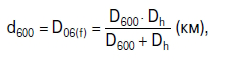 d₆₀₀ = D₀₆₍f₎ = (D₆₀₀ · Dₕ) / (D₆₀₀ + Dₕ) (км),